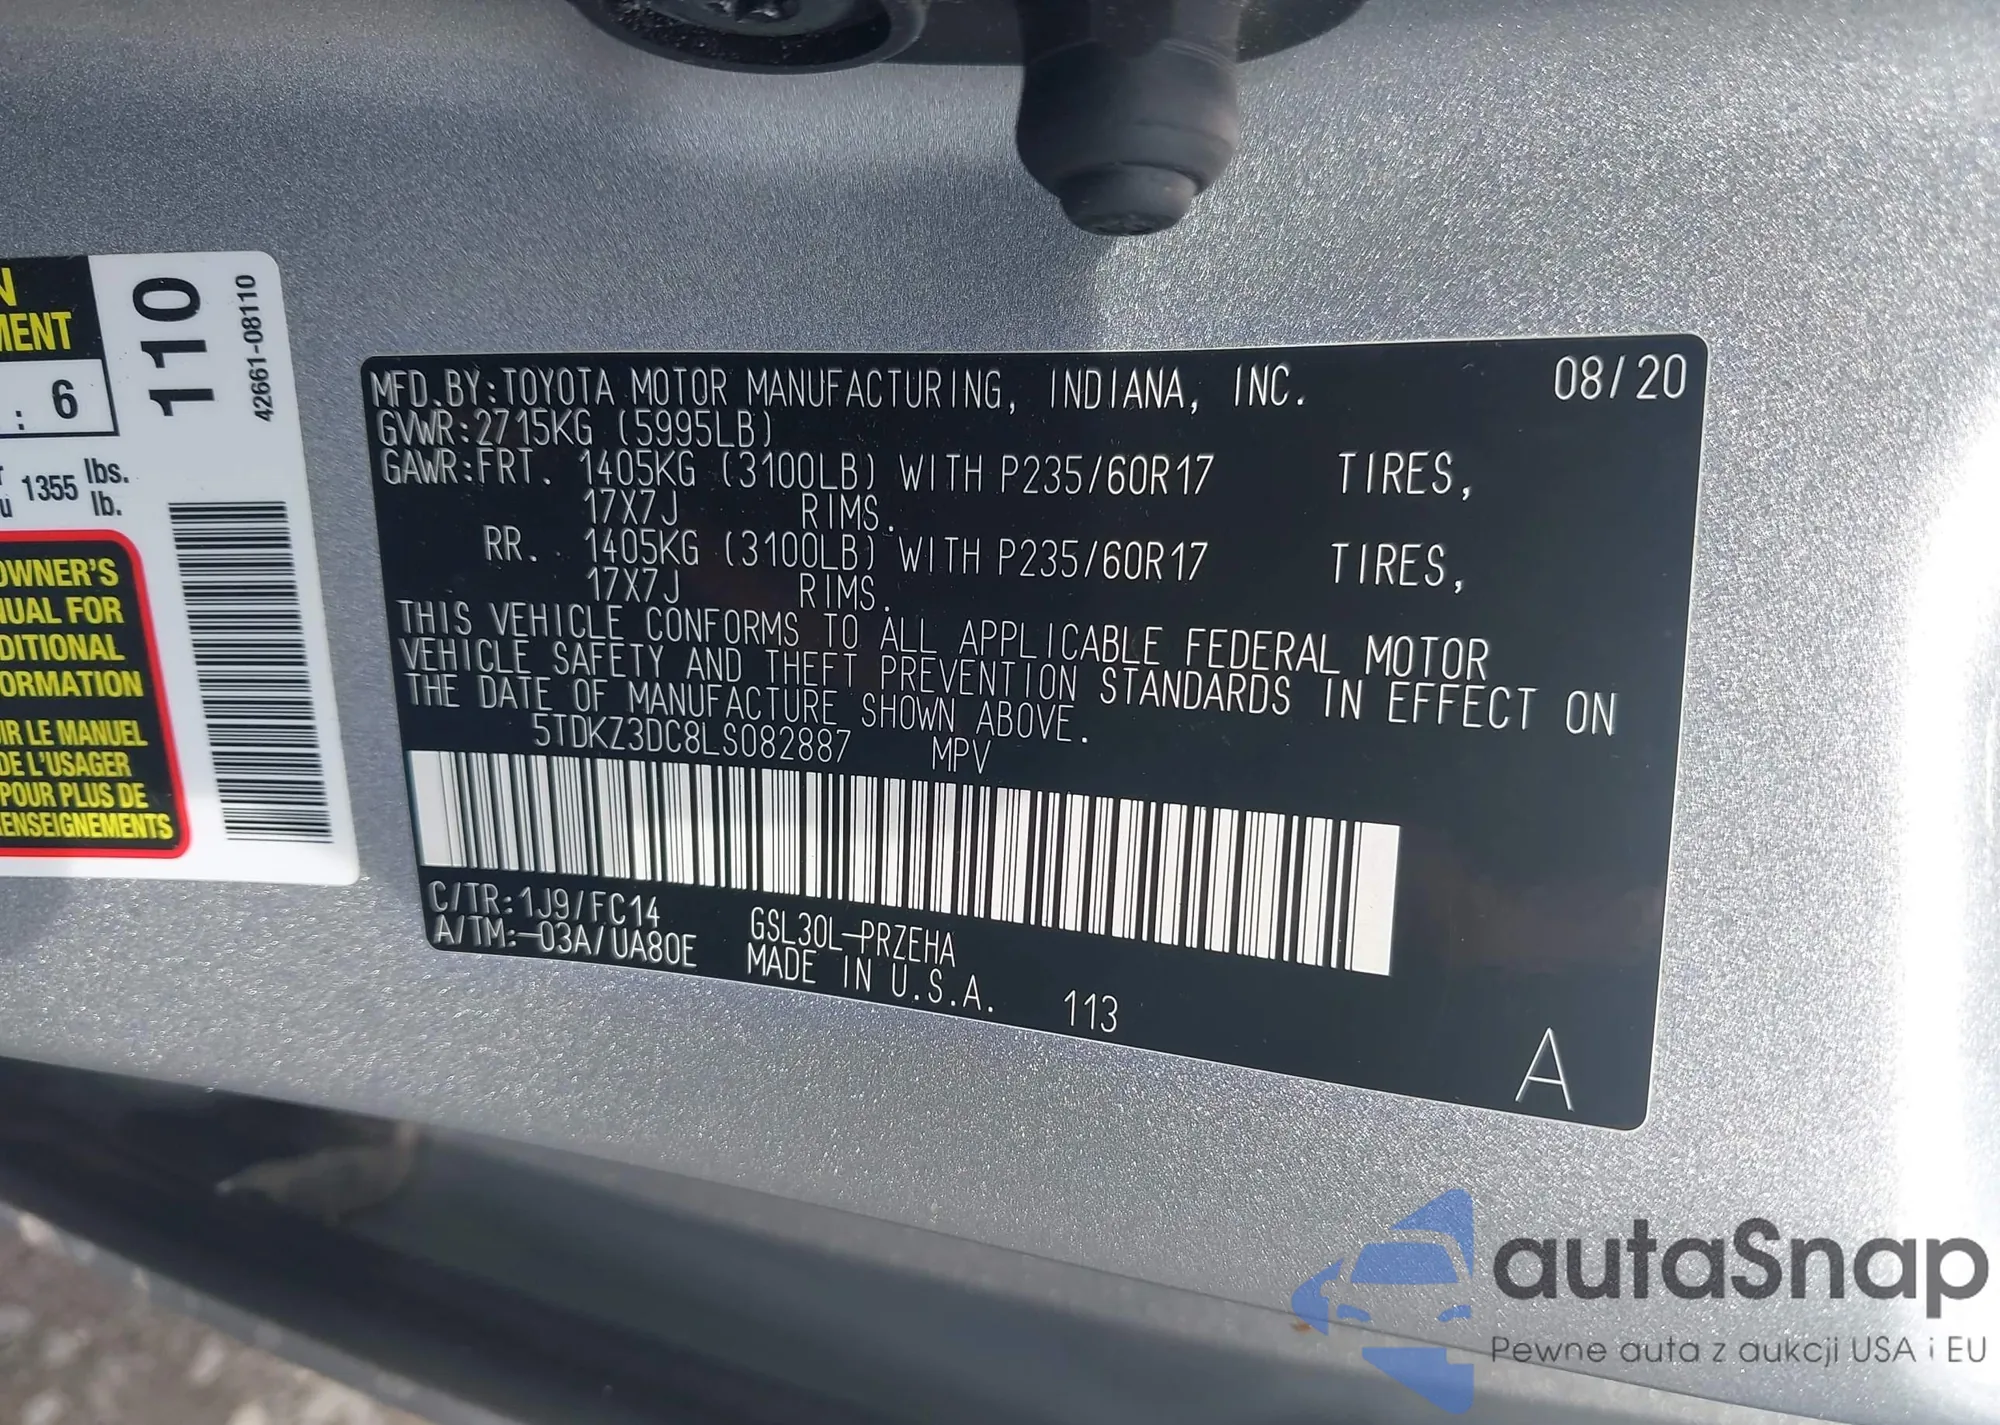 N
MENT
: 6
110
42661-08110
1355 lbs.
lb.
OWNER'S
NUAL FOR
DITIONAL
ORMATION
IR LE MANUEL
DE L'USAGER
POUR PLUS DE
RENSEIGNEMENTS
MFD.BY:TOYOTA MOTOR MANUFACTURING, INDIANA, INC. 08/20
GVWR:2715KG (5995LB)
GAWR:FRT. 1405KG (3100LB) WITH P235/60R17 TIRES,
17X7J RIMS.
RR. 1405KG (3100LB) WITH P235/60R17 TIRES,
17X7J RIMS.
THIS VEHICLE CONFORMS TO ALL APPLICABLE FEDERAL MOTOR
VEHICLE SAFETY AND THEFT PREVENTION STANDARDS IN EFFECT ON
THE DATE OF MANUFACTURE SHOWN ABOVE.
5TDKZ3DC8LS082887 MPV
C/TR:1J9/FC14
A/TM:-03A/UA80E
GSL30L-PRZEHA
MADE IN U.S.A. 113
A
autaSnap
Pewne auta z aukcji USA i EU